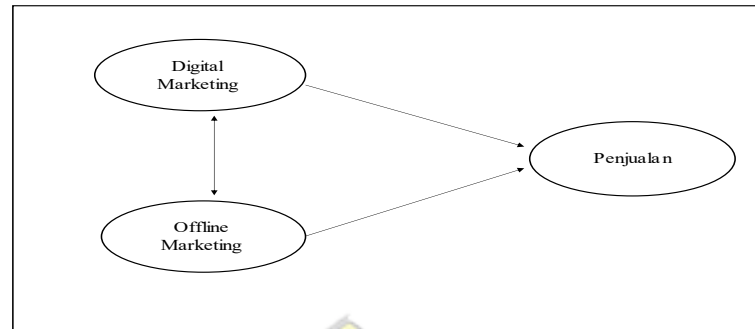 Digital
Marketing
Penjualan
Offline
Marketing